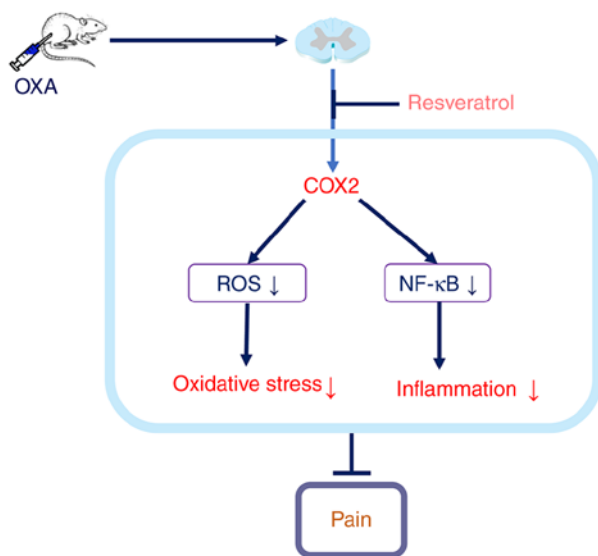 OXA
Resveratrol
COX2
ROS ↓
NF-κB ↓
Oxidative stress↓
Inflammation ↓
Pain